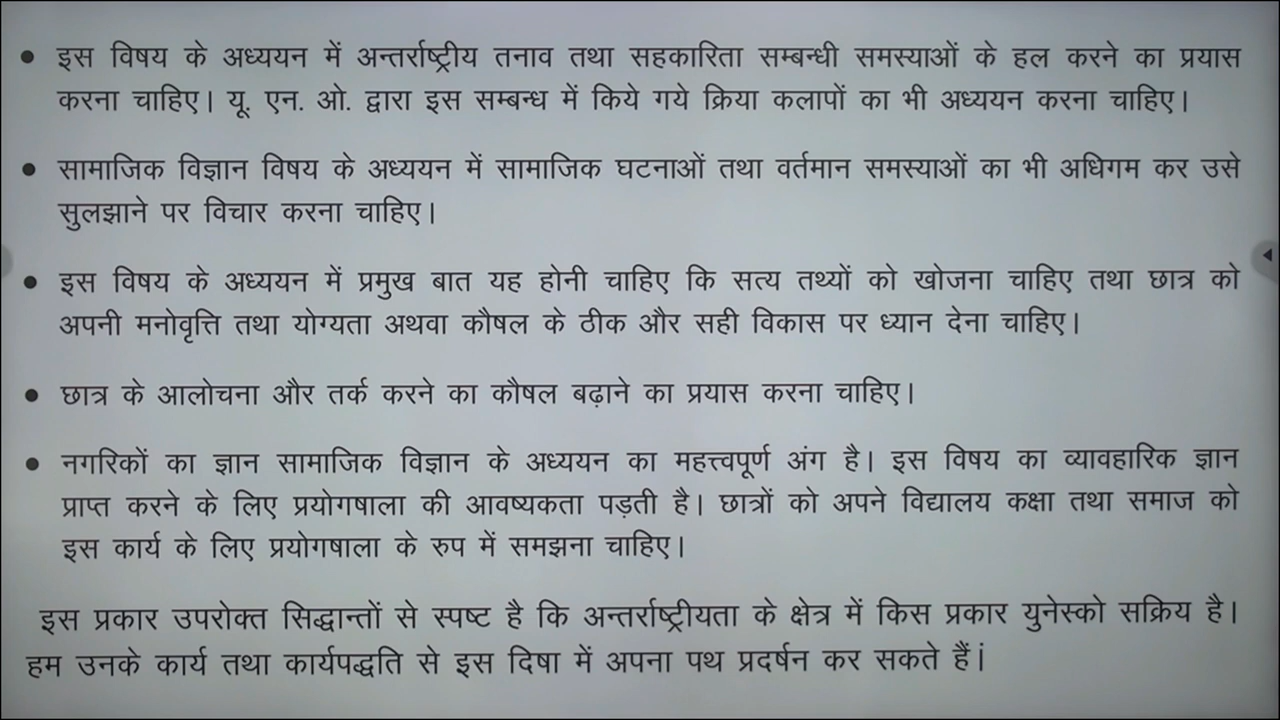 • इस विषय के अध्ययन में अन्तर्राष्ट्रीय तनाव तथा सहकारिता सम्बन्धी समस्याओं के हल करने का प्रयास
करना चाहिए। यू. एन. ओ. द्वारा इस सम्बन्ध में किये गये क्रिया कलापों का भी अध्ययन करना चाहिए।
• सामाजिक विज्ञान विषय के अध्ययन में सामाजिक घटनाओं तथा वर्तमान समस्याओं का भी अधिगम कर उसे
सुलझाने पर विचार करना चाहिए।
• इस विषय के अध्ययन में प्रमुख बात यह होनी चाहिए कि सत्य तथ्यों को खोजना चाहिए तथा छात्र को
अपनी मनोवृत्ति तथा योग्यता अथवा कौषल के ठीक और सही विकास पर ध्यान देना चाहिए।
• छात्र के आलोचना और तर्क करने का कौषल बढ़ाने का प्रयास करना चाहिए।
• नगरिकों का ज्ञान सामाजिक विज्ञान के अध्ययन का महत्त्वपूर्ण अंग है। इस विषय का व्यावहारिक ज्ञान
प्राप्त करने के लिए प्रयोगषाला की आवष्यकता पड़ती है। छात्रों को अपने विद्यालय कक्षा तथा समाज को
इस कार्य के लिए प्रयोगषाला के रुप में समझना चाहिए।
इस प्रकार उपरोक्त सिद्धान्तों से स्पष्ट है कि अन्तर्राष्ट्रीयता के क्षेत्र में किस प्रकार युनेस्को सक्रिय है।
हम उनके कार्य तथा कार्यपद्धति से इस दिषा में अपना पथ प्रदर्षन कर सकते हैं i